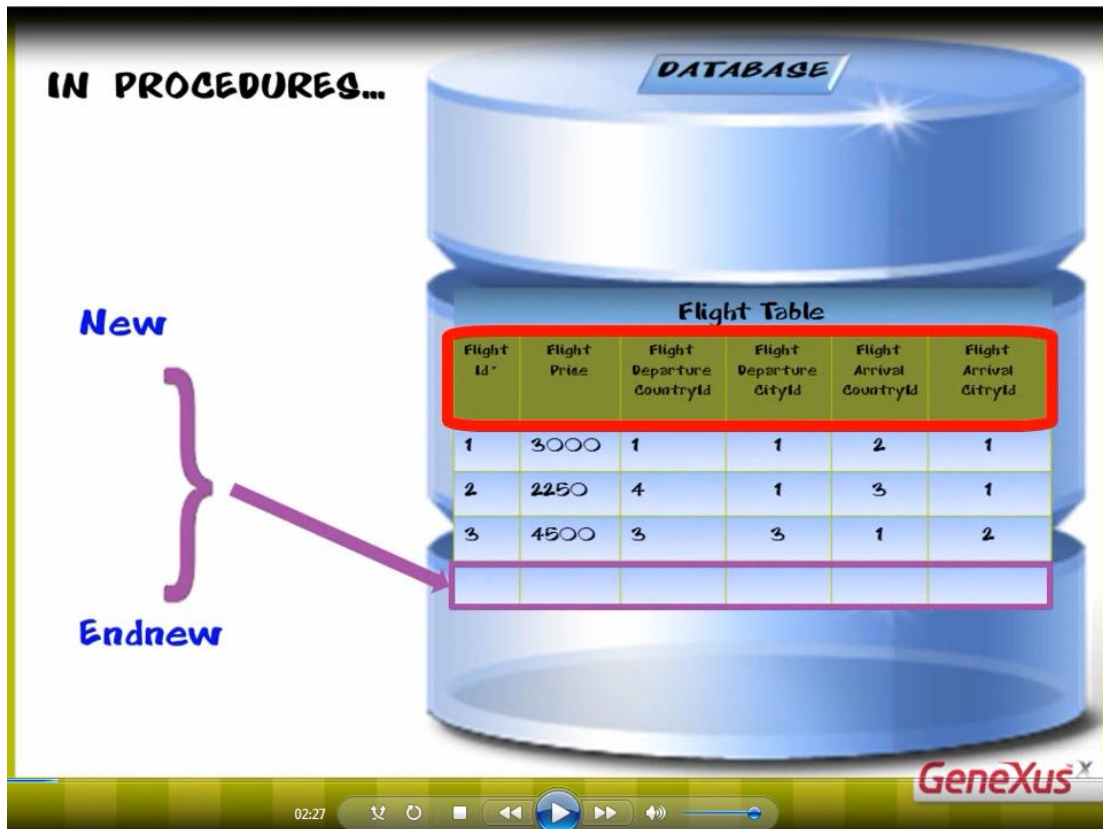 IN PROCEDURES...
DATABASE
New
Endnew
Flight Table
Flight Id* Flight Price Flight Departure CountryId Flight Departure CityId Flight Arrival CountryId Flight Arrival CitryId
1 3000 1 1 2 1
2 2250 4 1 3 1
3 4500 3 3 1 2
GeneXus X
02:27